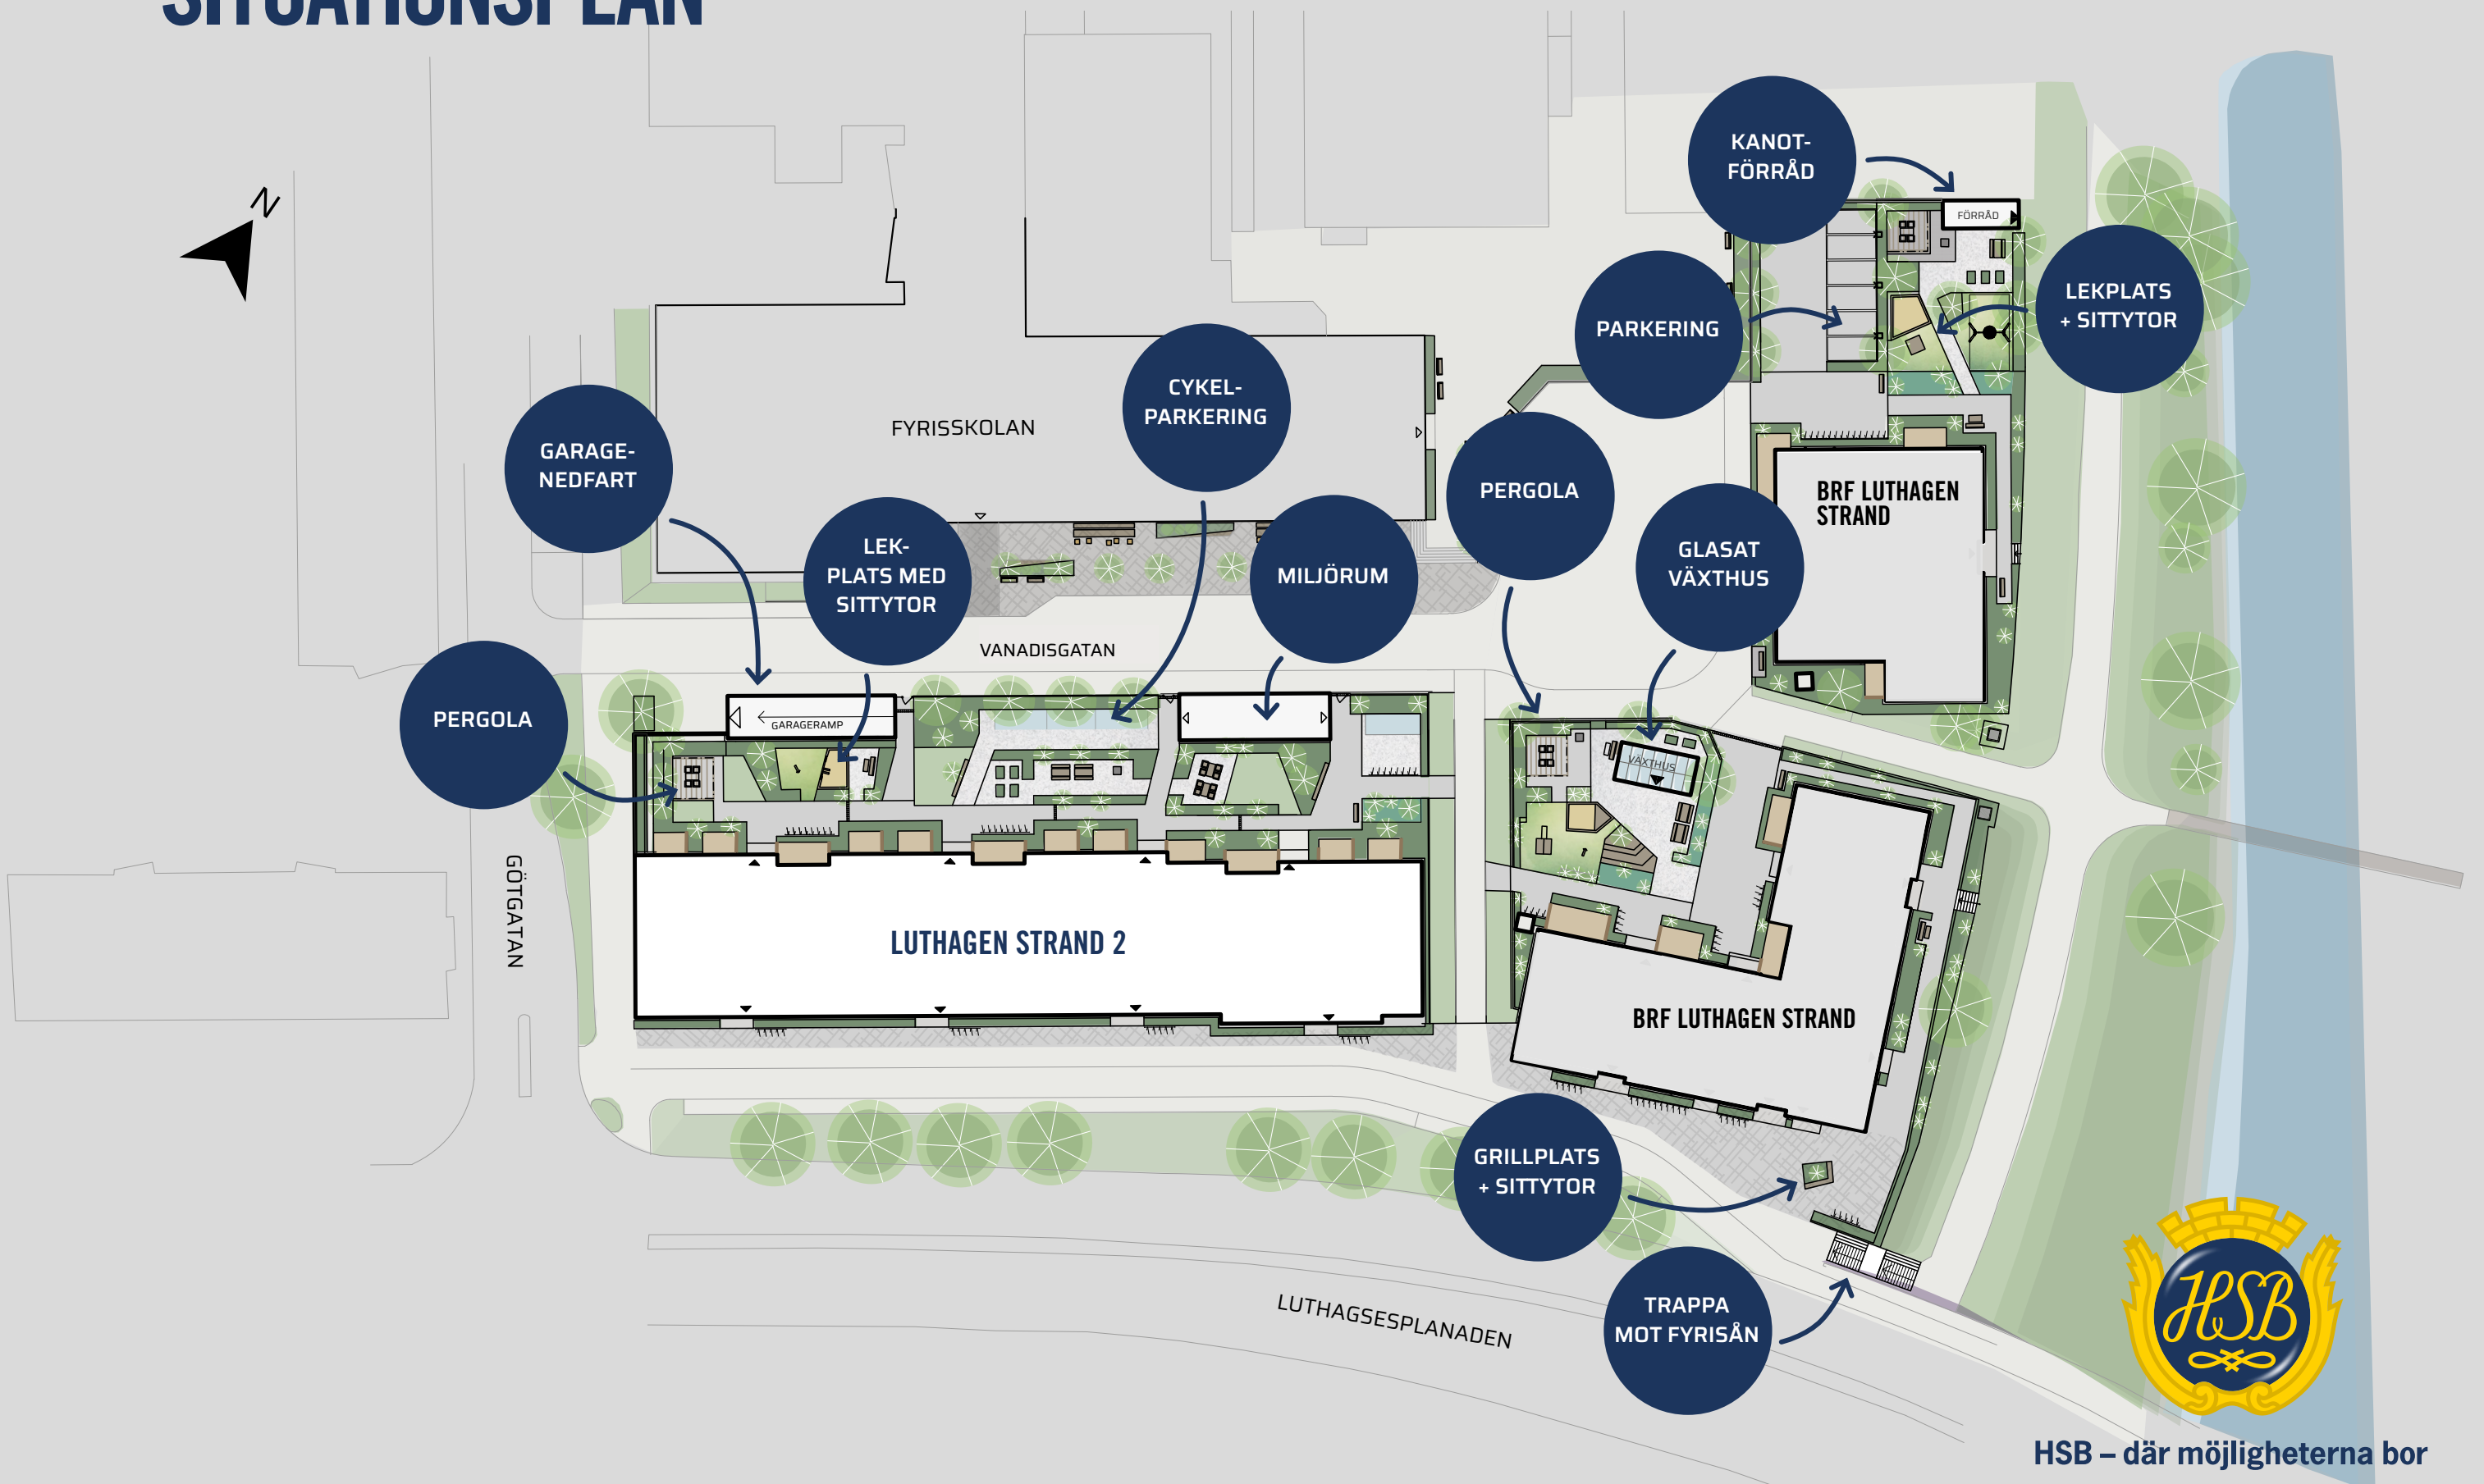 SITUATIONSPLAN
N
KANOT-
FÖRRÅD
FÖRRÅD
LEKPLATS
+ SITTYTOR
PARKERING
CYKEL-
PARKERING
FYRISSKOLAN
GARAGE-
NEDFART
PERGOLA
BRF LUTHAGEN
STRAND
LEK-
PLATS MED
SITTYTOR
MILJÖRUM
GLASAT
VÄXTHUS
VANADISGATAN
PERGOLA
GARAGERAMP
VÄXTHUS
GÖTGATAN
LUTHAGEN STRAND 2
BRF LUTHAGEN STRAND
GRILLPLATS
+ SITTYTOR
LUTHAGSESPLANADEN
TRAPPA
MOT FYRISÅN
HSB
HSB – där möjligheterna bor